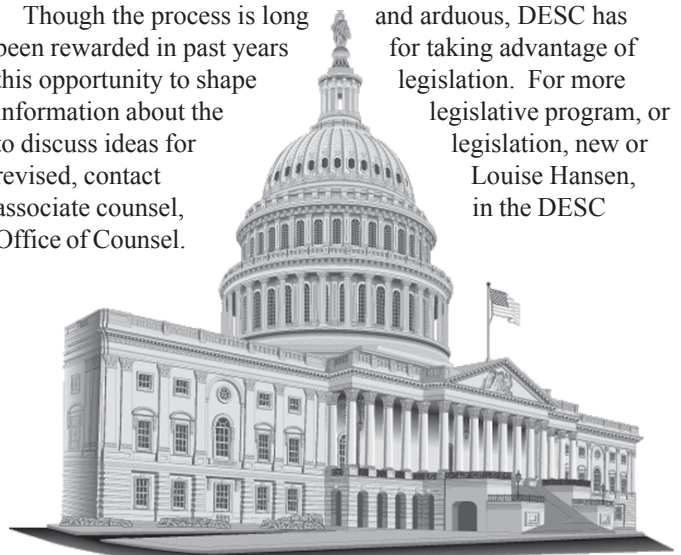 Though the process is long and arduous, DESC has
been rewarded in past years for taking advantage of
this opportunity to shape legislation. For more
information about the legislative program, or
to discuss ideas for legislation, new or
revised, contact Louise Hansen,
associate counsel, in the DESC
Office of Counsel.